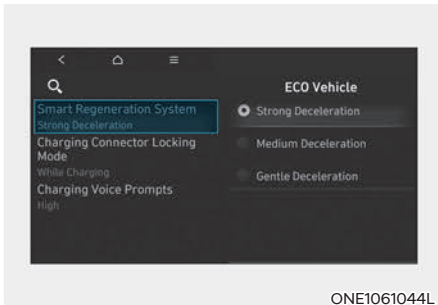 Smart Regeneration System
Strong Deceleration
Charging Connector Locking
Mode
While Charging
Charging Voice Prompts
High
ECO Vehicle
Strong Deceleration
Medium Deceleration
Gentle Deceleration
ONE1061044L